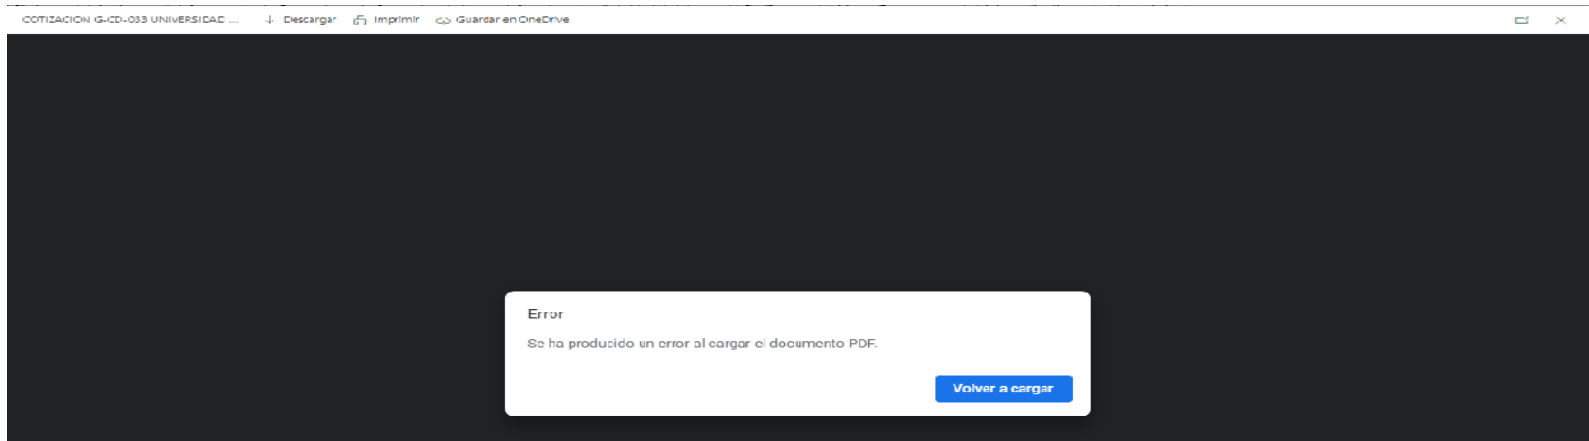 COTIZACION G-CD-033 UNIVERSIDAD ... Descargar Imprimir Guardar en OneDrive
Error
Se ha producido un error al cargar el documento PDF.
Volver a cargar